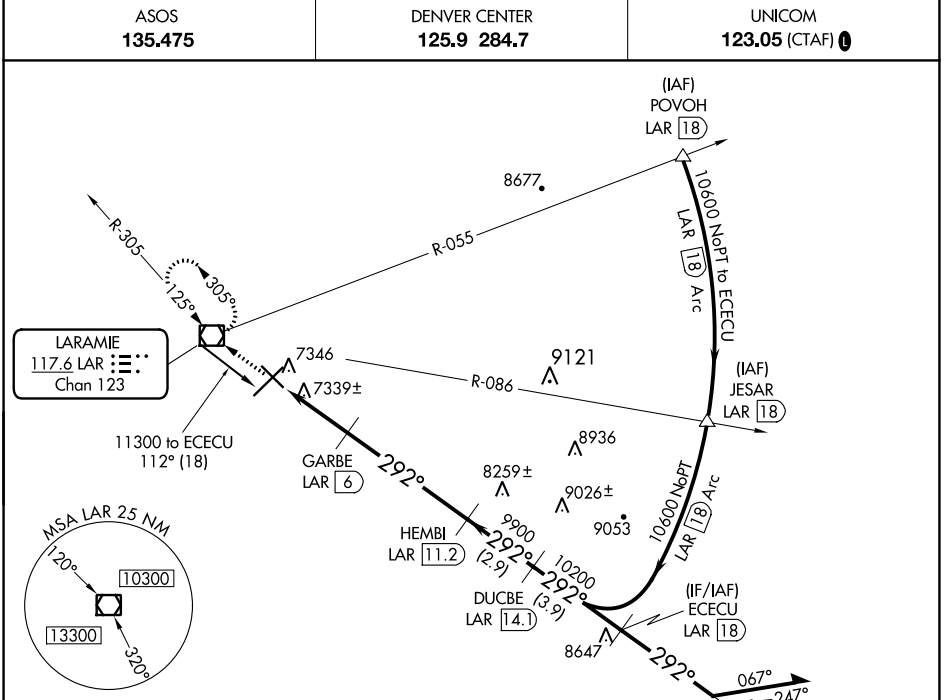 ASOS
135.475
DENVER CENTER
125.9 284.7
UNICOM
123.05 (CTAF) L
(IAF)
POVOH
LAR 18
8677
10600 NoPT to ECECU
LAR 18 Arc
R-305
R-055
305°
125°
LARAMIE
117.6 LAR
Chan 123
7346
7339±
9121
R-086
(IAF)
JESAR
LAR 18
11300 to ECECU
112° (18)
GARBE
LAR 6
292°
8936
8259±
9026±
9053
10600 NoPT
LAR 18 Arc
MSA LAR 25 NM
120°
10300
13300
320°
HEMBI
LAR 11.2
9900
292°
(2.9)
10200
292°
DUCBE
LAR 14.1
(3.9)
(IF/IAF)
ECECU
LAR 18
8647
292°
067°
247°